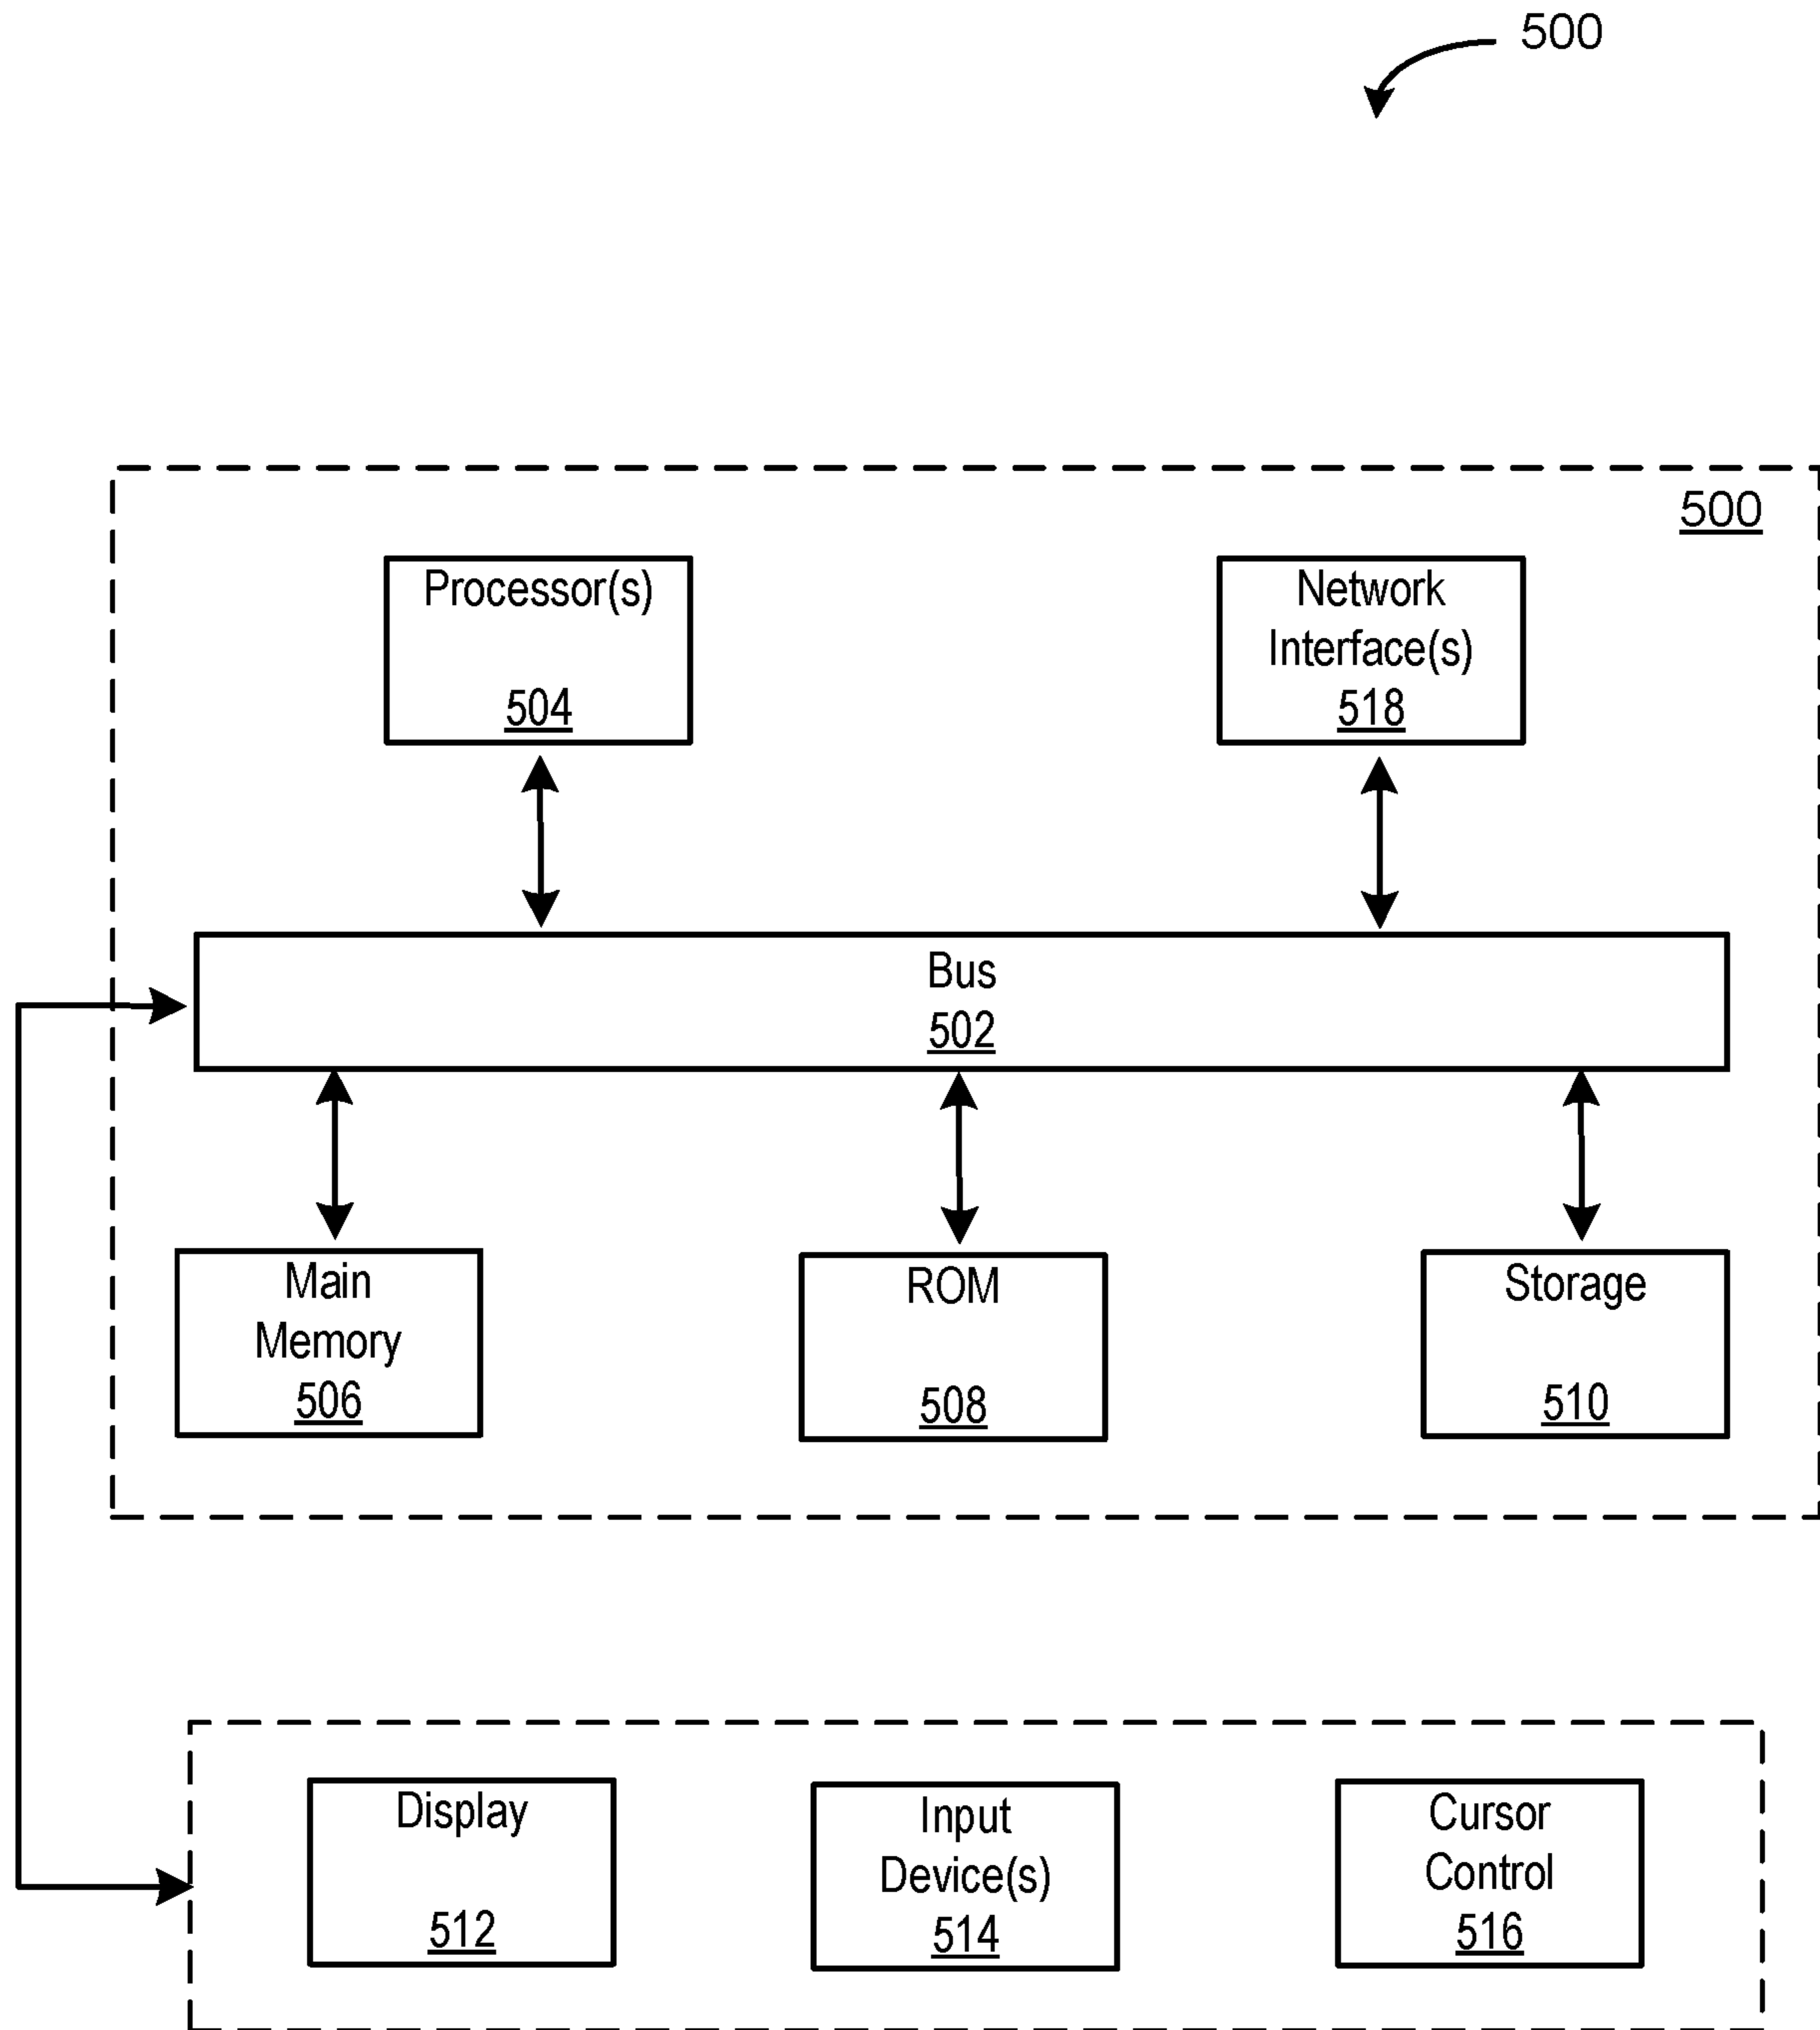 500
500
Processor(s)
504
Network
Interface(s)
518
Bus
502
Main
Memory
506
ROM
508
Storage
510
Display
512
Input
Device(s)
514
Cursor
Control
516